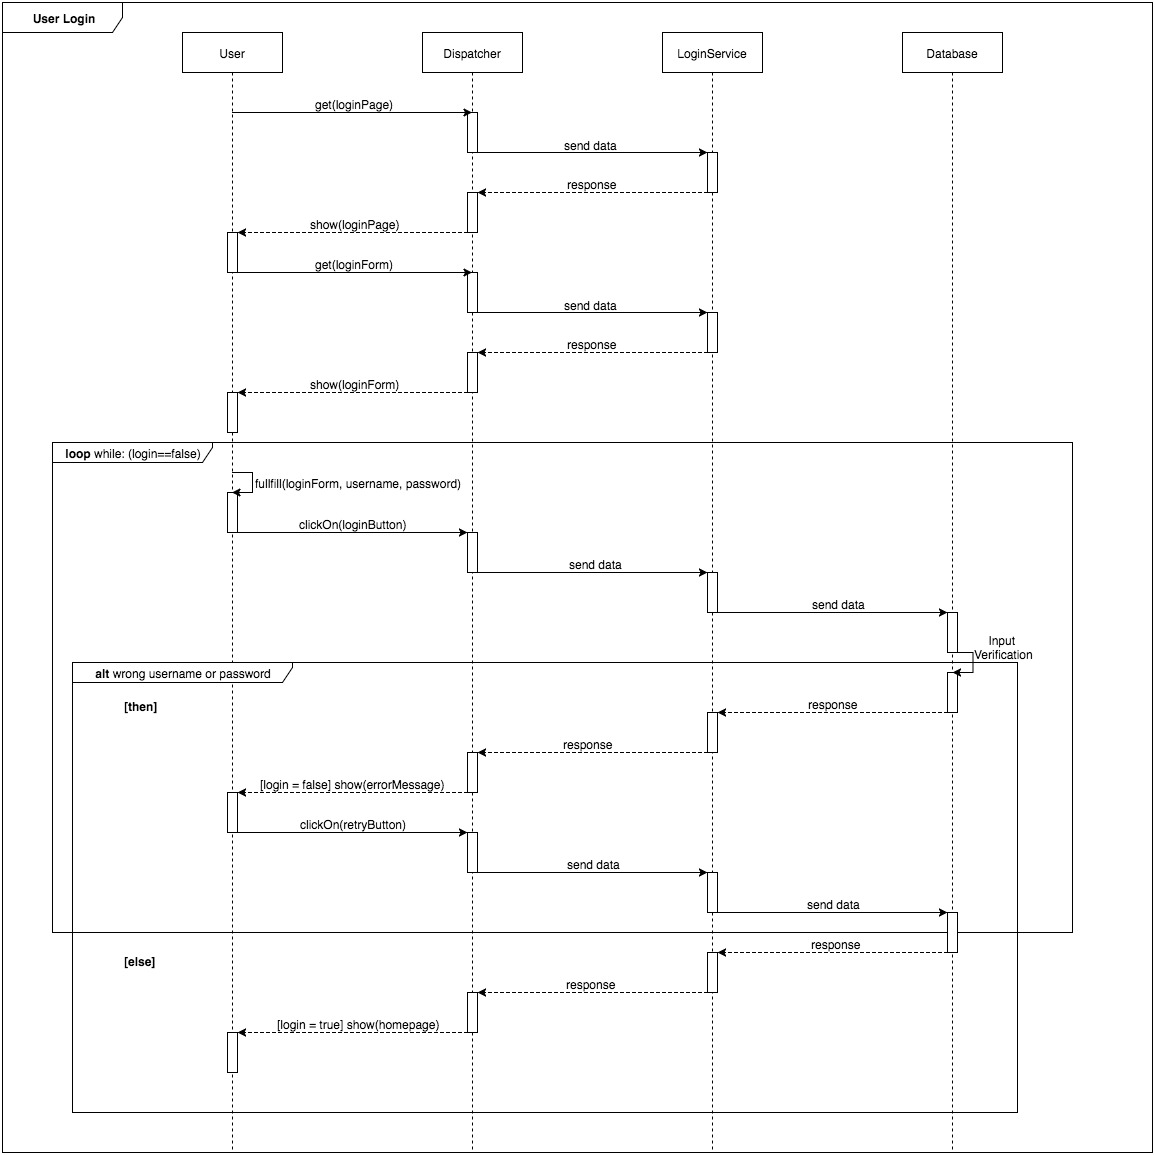 User Login
User
Dispatcher
LoginService
Database
get(loginPage)
send data
response
show(loginPage)
get(loginForm)
send data
response
show(loginForm)
loop while: (login==false)
fullfill(loginForm, username, password)
clickOn(loginButton)
send data
send data
Input
Verification
alt wrong username or password
[then]
response
response
[login = false] show(errorMessage)
clickOn(retryButton)
send data
send data
response
[else]
response
[login = true] show(homepage)